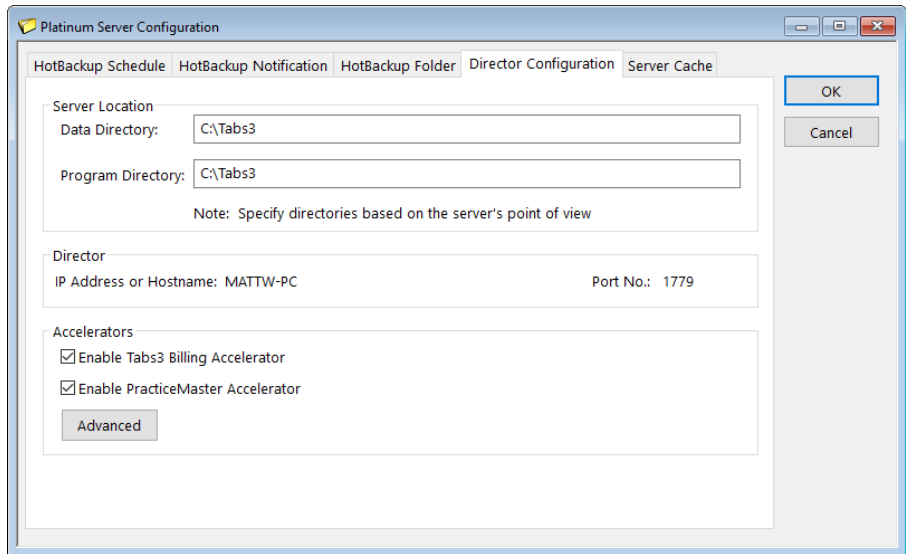 Platinum Server Configuration
HotBackup Schedule HotBackup Notification HotBackup Folder Director Configuration Server Cache
OK
Cancel
Server Location
Data Directory: C:\Tabs3
Program Directory: C:\Tabs3
Note: Specify directories based on the server's point of view
Director
IP Address or Hostname: MATTW-PC Port No.: 1779
Accelerators
Enable Tabs3 Billing Accelerator
Enable PracticeMaster Accelerator
Advanced